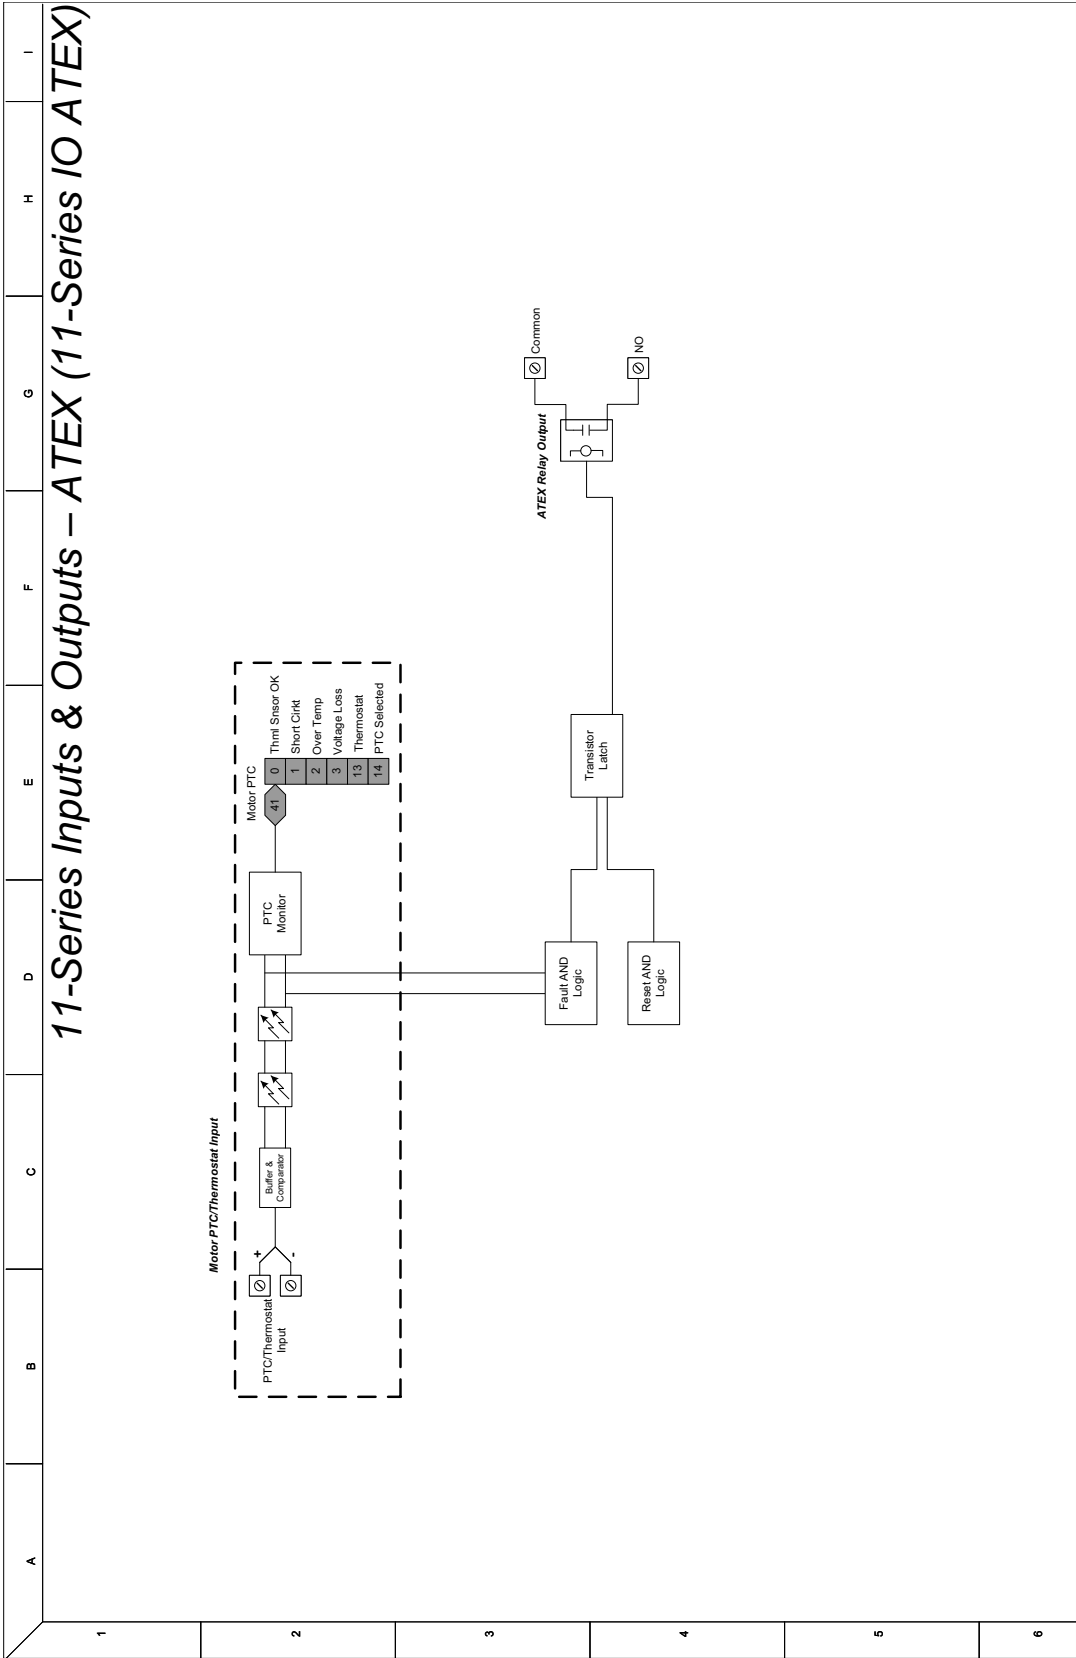 A
B
C
D
E
F
G
H
I
11-Series Inputs & Outputs – ATEX (11-Series IO ATEX)
1
2
3
4
5
6
Motor PTC/Thermostat Input
PTC/Thermostat
Input
+
-
Buffer &
Comparator
PTC
Monitor
Motor PTC
41
0 Thml Snsor OK
1 Short Cirkt
2 Over Temp
3 Voltage Loss
13 Thermostat
14 PTC Selected
Fault AND
Logic
Reset AND
Logic
Transistor
Latch
ATEX Relay Output
Common
NO